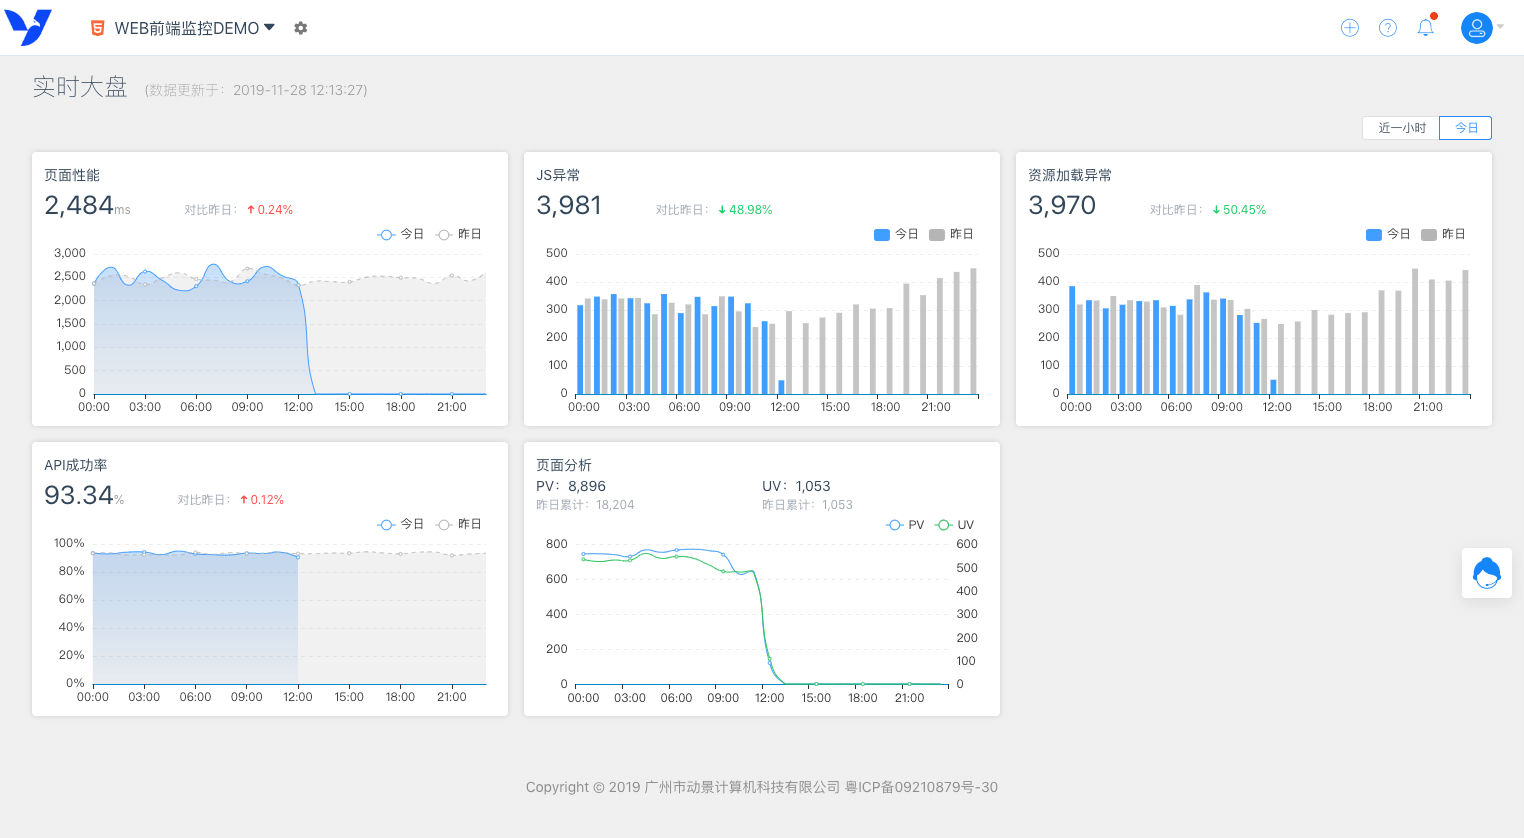 WEB前端监控DEMO
实时大盘 (数据更新于：2019-11-28 12:13:27)
近一小时 今日
页面性能
2,484ms 对比昨日： 0.24%
今日 昨日
3,000
2,500
2,000
1,500
1,000
500
0
00:00 03:00 06:00 09:00 12:00 15:00 18:00 21:00
JS异常
3,981 对比昨日： 48.98%
今日 昨日
500
400
300
200
100
0
00:00 03:00 06:00 09:00 12:00 15:00 18:00 21:00
资源加载异常
3,970 对比昨日： 50.45%
今日 昨日
500
400
300
200
100
0
00:00 03:00 06:00 09:00 12:00 15:00 18:00 21:00
API成功率
93.34% 对比昨日： 0.12%
今日 昨日
100%
80%
60%
40%
20%
0%
00:00 03:00 06:00 09:00 12:00 15:00 18:00 21:00
页面分析
PV：8,896 UV：1,053
昨日累计：18,204 昨日累计：1,053
PV UV
800
600
400
200
0
600
500
400
300
200
100
0
00:00 03:00 06:00 09:00 12:00 15:00 18:00 21:00
Copyright © 2019 广州市动景计算机科技有限公司 粤ICP备09210879号-30